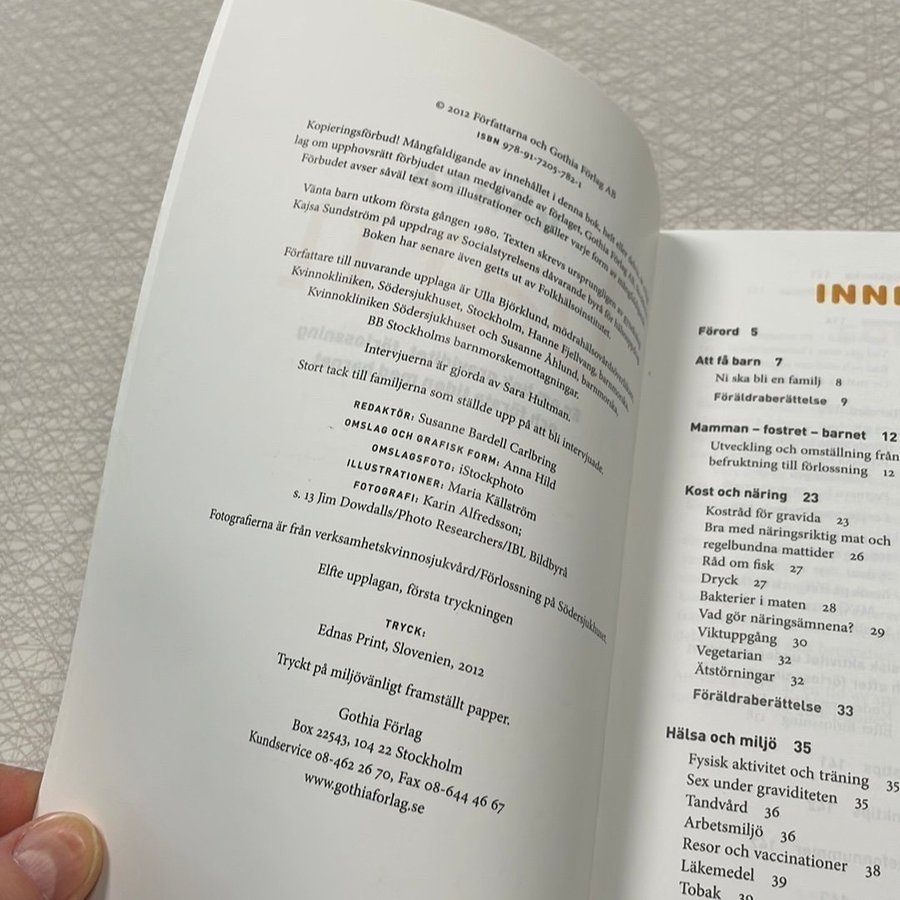 © 2012 Författarna och Gothia Förlag AB
ISBN 978-91-7205-782-1
Kopieringsförbud! Mångfaldigande av innehållet i denna bok, helt eller
lag om upphovsrätt förbjudet utan medgivande av förlaget, Gothia Förlag AB.
Förbudet avser såväl text som illustrationer och gäller varje form av
Vänta barn utkom första gången 1980. Texten skrevs ursprungligen av
Kajsa Sundström på uppdrag av Socialstyrelsens dåvarande byrå för
Boken har senare även getts ut av Folkhälsoinstitutet.
Författare till nuvarande upplaga är Ulla Björklund,
Kvinnokliniken, Södersjukhuset, Stockholm, Hanne Fjellvang, barnmorska,
Kvinnokliniken Södersjukhuset och Susanne Åhlund, barnmorska,
BB Stockholms barnmorskemottagningar.
Intervjuerna är gjorda av Sara Hultman.
Stort tack till familjerna som ställde upp på att bli intervjuade.
REDAKTÖR: Susanne Bardell Carlbring
OMSLAG OCH GRAFISK FORM: Anna Hild
OMSLAGSFOTO: iStockphoto
ILLUSTRATIONER: Maria Källström
FOTOGRAFI: Karin Alfredsson;
s. 13 Jim Dowdalls/Photo Researchers/IBL Bildbyrå
Fotografierna är från verksamhetskvinnosjukvård/Förlossning på Södersjukhuset.
Elfte upplagan, första tryckningen
TRYCK:
Ednas Print, Slovenien, 2012
Tryckt på miljövänligt framställt papper.
Gothia Förlag
Box 22543, 104 22 Stockholm
Kundservice 08-462 26 70, Fax 08-644 46 67
www.gothiaforlag.se
INNE
Förord 5
Att få barn 7
Ni ska bli en familj 8
Föräldraberättelse 9
Mamman – fostret – barnet 12
Utveckling och omställning från
befruktning till förlossning 12
Kost och näring 23
Kostråd för gravida 23
Bra med näringsriktig mat och
regelbundna mattider 26
Råd om fisk 27
Dryck 27
Bakterier i maten 28
Vad gör näringsämnena? 29
Viktuppgång 30
Vegetarian 32
Ätstörningar 32
Föräldraberättelse 33
Hälsa och miljö 35
Fysisk aktivitet och träning 35
Sex under graviditeten 35
Tandvård 36
Arbetsmiljö 36
Resor och vaccinationer 38
Läkemedel 39
Tobak 39